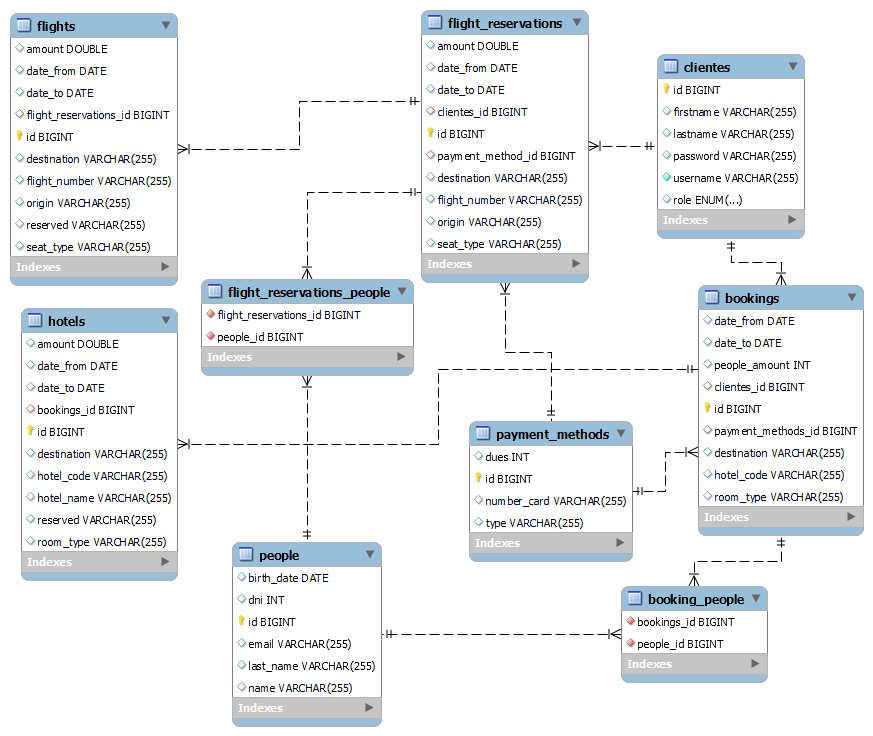 flights
amount DOUBLE
date_from DATE
date_to DATE
flight_reservations_id BIGINT
id BIGINT
destination VARCHAR(255)
flight_number VARCHAR(255)
origin VARCHAR(255)
reserved VARCHAR(255)
seat_type VARCHAR(255)
Indexes
flight_reservations
amount DOUBLE
date_from DATE
date_to DATE
clientes_id BIGINT
id BIGINT
payment_method_id BIGINT
destination VARCHAR(255)
flight_number VARCHAR(255)
origin VARCHAR(255)
seat_type VARCHAR(255)
Indexes
clientes
id BIGINT
firstname VARCHAR(255)
lastname VARCHAR(255)
password VARCHAR(255)
username VARCHAR(255)
role ENUM(...)
Indexes
flight_reservations_people
flight_reservations_id BIGINT
people_id BIGINT
Indexes
bookings
date_from DATE
date_to DATE
people_amount INT
clientes_id BIGINT
id BIGINT
payment_methods_id BIGINT
destination VARCHAR(255)
hotel_code VARCHAR(255)
room_type VARCHAR(255)
Indexes
hotels
amount DOUBLE
date_from DATE
date_to DATE
bookings_id BIGINT
id BIGINT
destination VARCHAR(255)
hotel_code VARCHAR(255)
hotel_name VARCHAR(255)
reserved VARCHAR(255)
room_type VARCHAR(255)
Indexes
payment_methods
dues INT
id BIGINT
number_card VARCHAR(255)
type VARCHAR(255)
Indexes
people
birth_date DATE
dni INT
id BIGINT
email VARCHAR(255)
last_name VARCHAR(255)
name VARCHAR(255)
Indexes
booking_people
bookings_id BIGINT
people_id BIGINT
Indexes